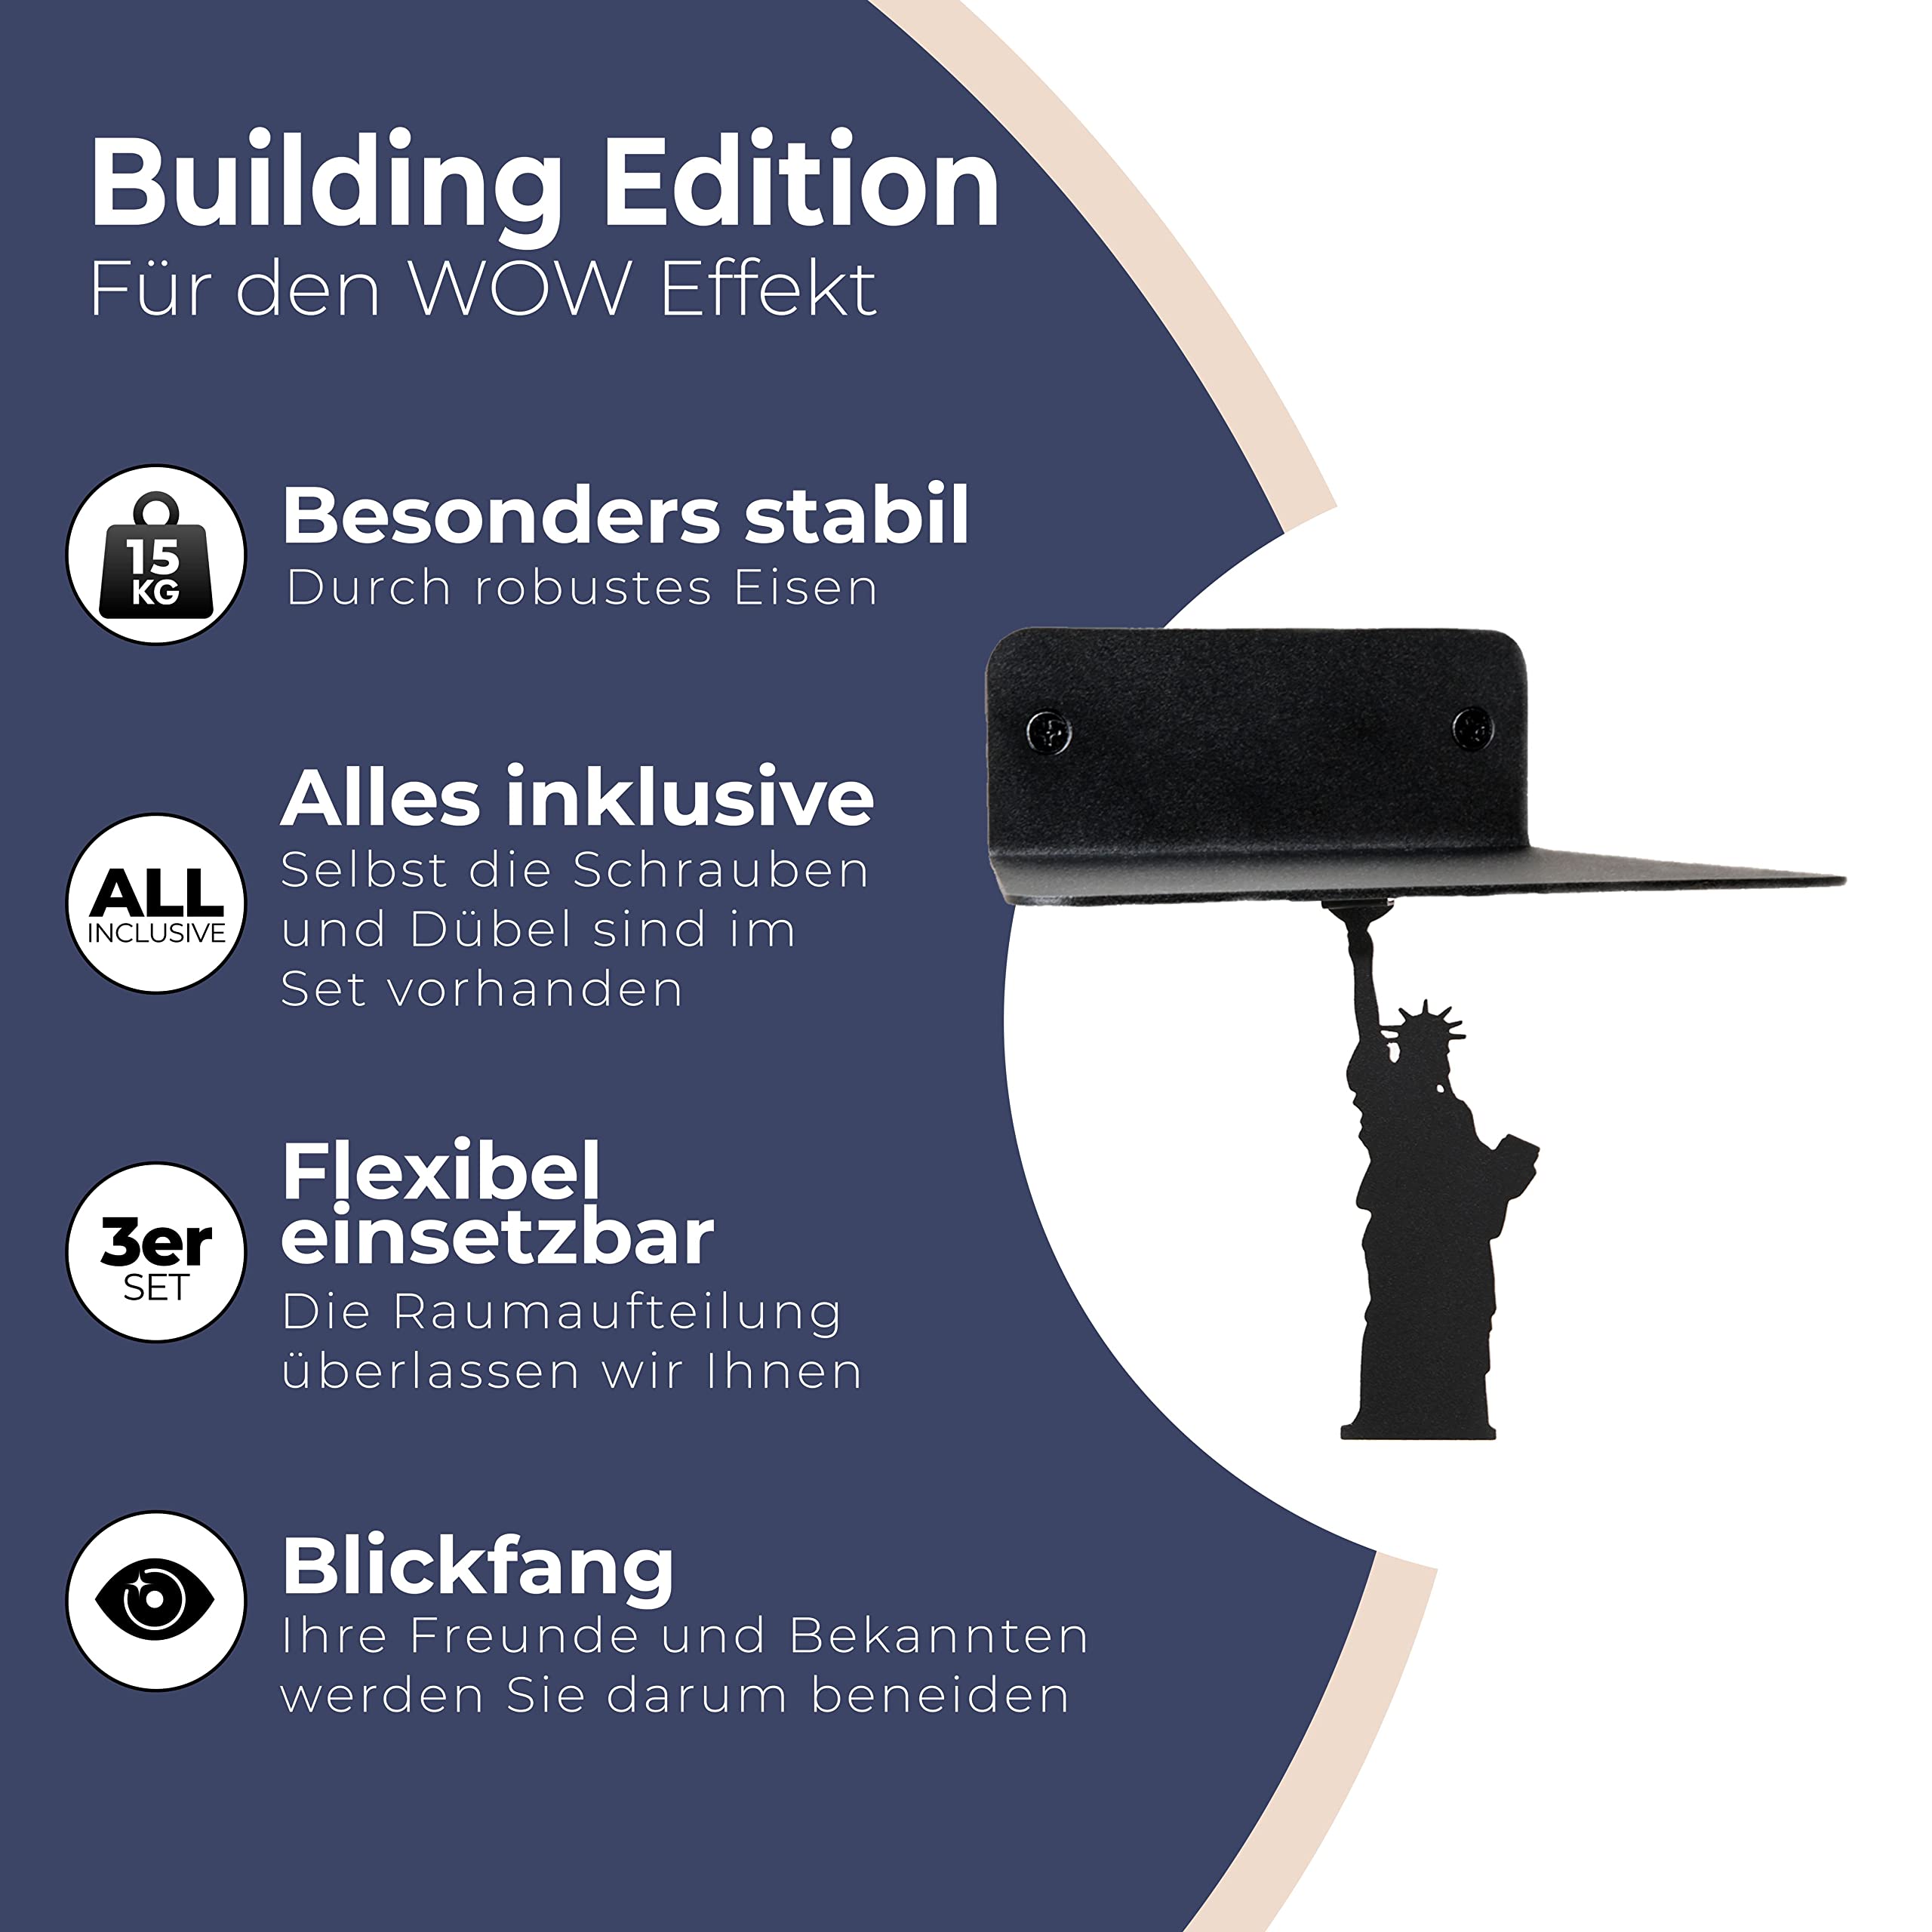 Building Edition
Für den WOW Effekt
15
KG
Besonders stabil
Durch robustes Eisen
ALL
INCLUSIVE
Alles inklusive
Selbst die Schrauben
und Dübel sind im
Set vorhanden
3er
SET
Flexibel
einsetzbar
Die Raumaufteilung
überlassen wir Ihnen
Blickfang
Ihre Freunde und Bekannten
werden Sie darum beneiden